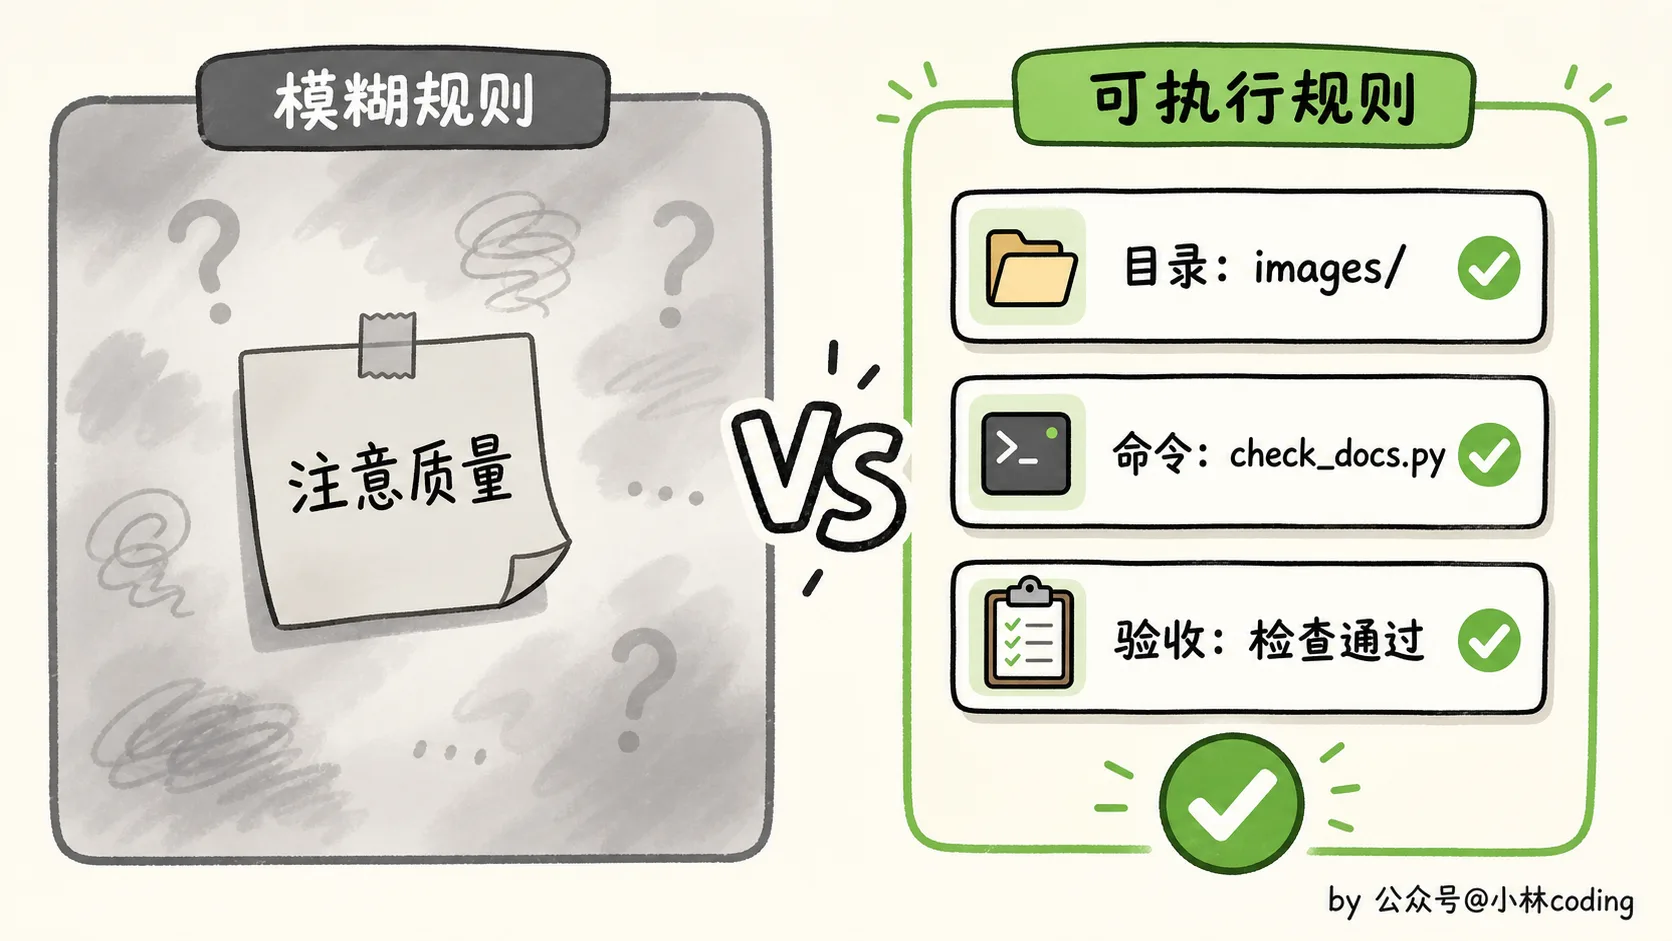 模糊规则
注意质量
VS
可执行规则
目录：images/
命令：check_docs.py
验收：检查通过
by 公众号@小林coding